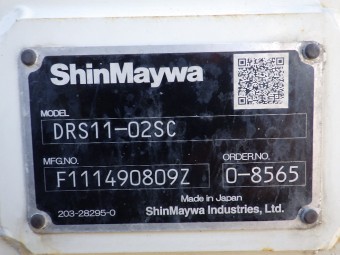 ShinMaywa
MODEL
DRS11-02SC
MFG.NO. ORDER.NO.
F111490809Z 0-8565
Made in Japan
203-28295-0 ShinMaywa Industries, Ltd.